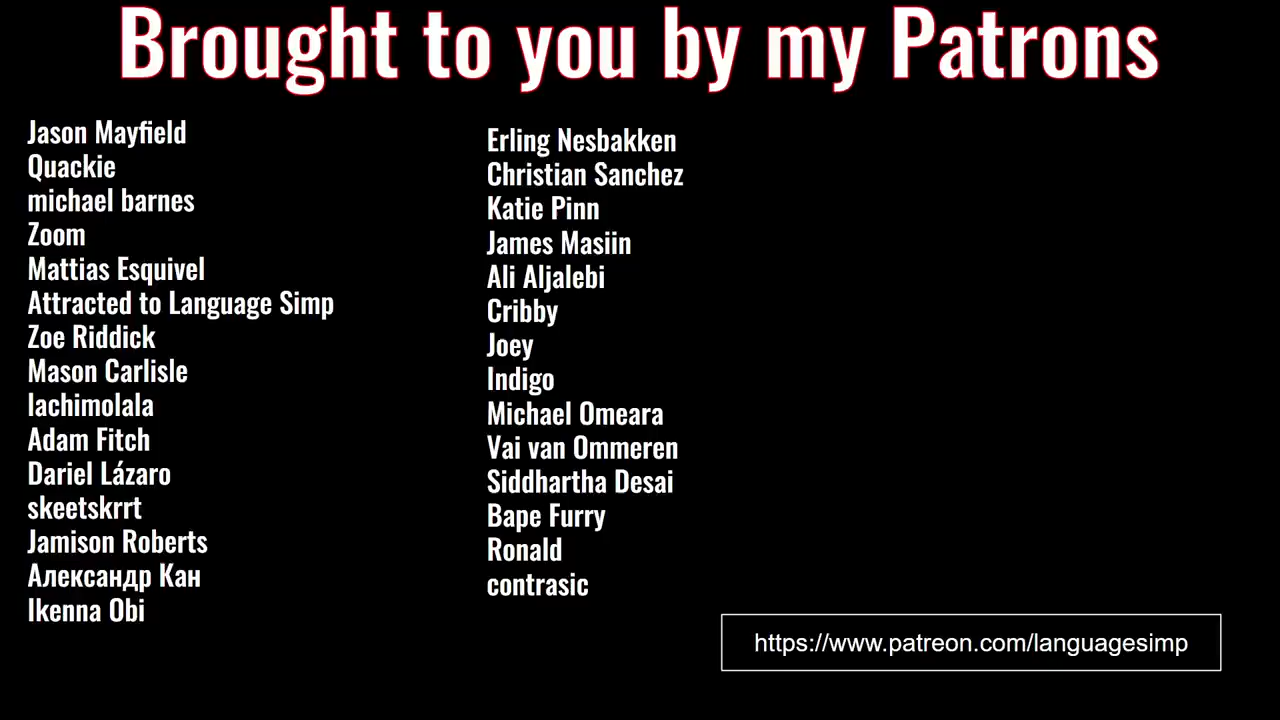 Brought to you by my Patrons
Jason Mayfield
Quackie
michael barnes
Zoom
Mattias Esquivel
Attracted to Language Simp
Zoe Riddick
Mason Carlisle
lachimolala
Adam Fitch
Dariel Lázaro
skeetskrrt
Jamison Roberts
Александр Кан
Ikenna Obi
Erling Nesbakken
Christian Sanchez
Katie Pinn
James Masiin
Ali Aljalebi
Cribby
Joey
Indigo
Michael Omeara
Vai van Ommeren
Siddhartha Desai
Bape Furry
Ronald
contrasic
https://www.patreon.com/languagesimp